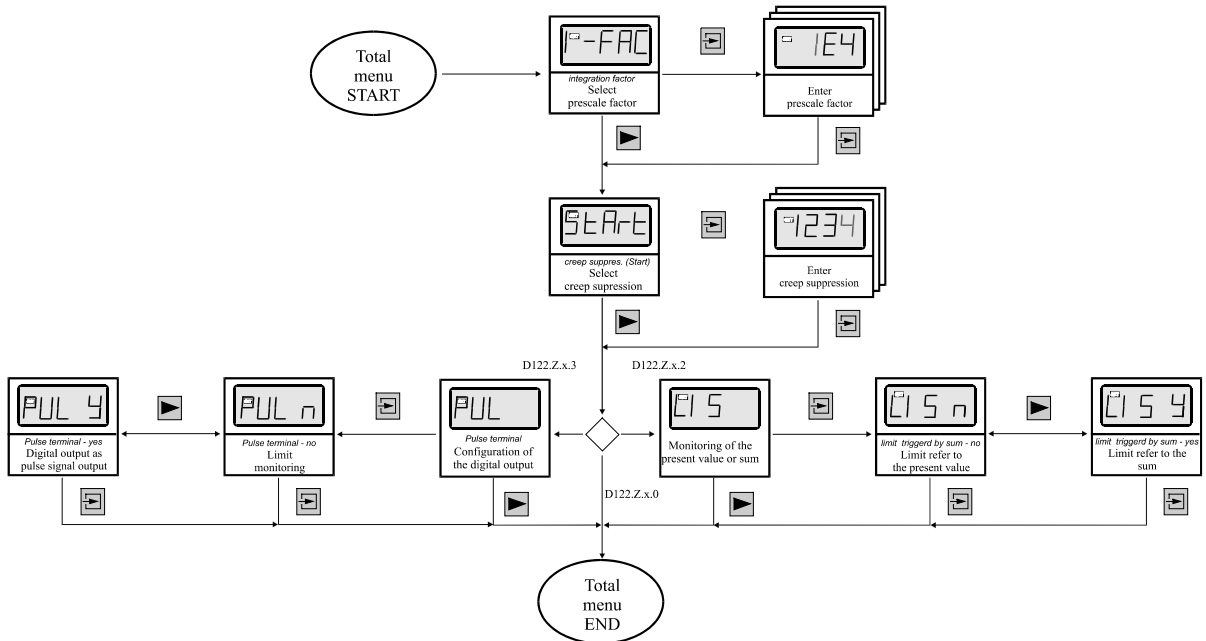 Total
menu
START
I-FAC
integration factor
Select
prescale factor
1E4
Enter
prescale factor
StArt
creep suppres. (Start)
Select
creep supression
1234
Enter
creep suppression
D122.Z.x.3
D122.Z.x.2
PUL y
Pulse terminal - yes
Digital output as
pulse signal output
PUL n
Pulse terminal - no
Limit
monitoring
PUL
Pulse terminal
Configuration of
the digital output
LI S
Monitoring of the
present value or sum
LI S n
limit triggerd by sum - no
Limit refer to
the present value
LI S y
limit triggerd by sum - yes
Limit refer to the
sum
D122.Z.x.0
Total
menu
END